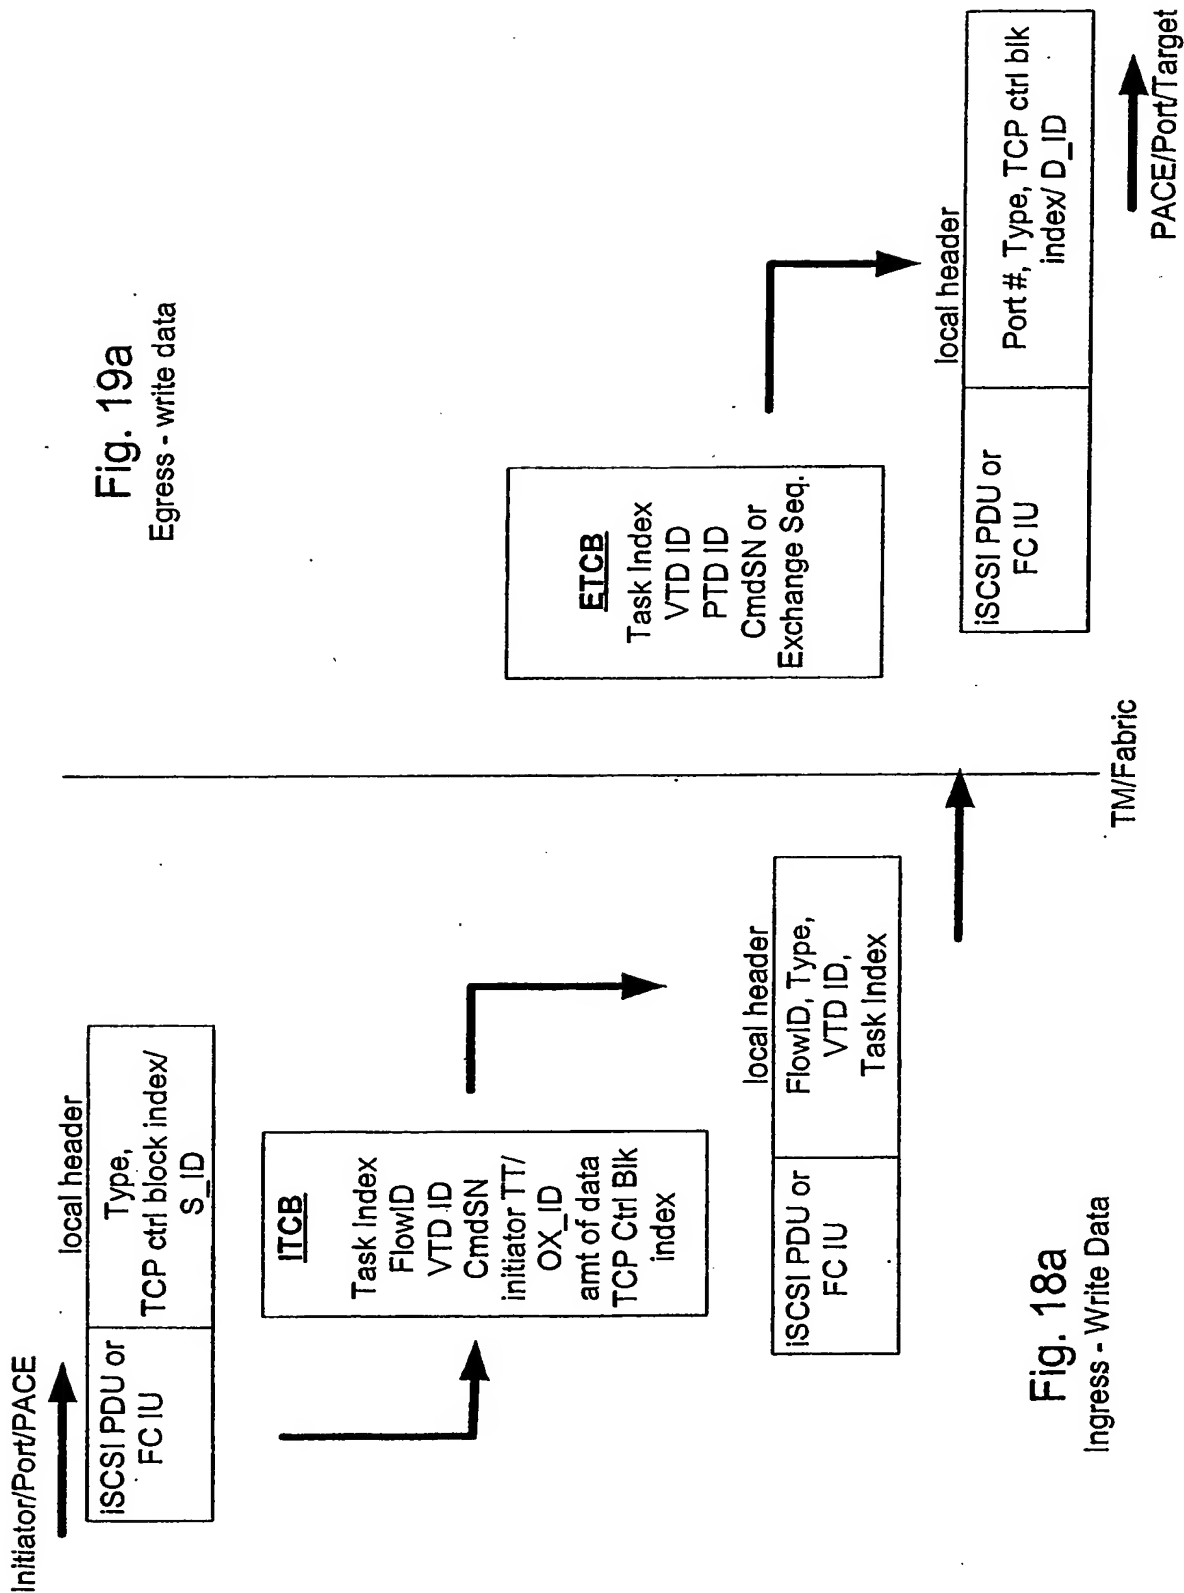 Initiator/Port/PACE
local header
iSCSI PDU or
FC IU
Type,
TCP ctrl block index/
S_ID
ITCB
Task Index
FlowID
VTD ID
CmdSN
initiator TT/
OX_ID
amt of data
TCP Ctrl Blk
index
local header
iSCSI PDU or
FC IU
FlowID, Type,
VTD ID,
Task Index
Fig. 18a
Ingress - Write Data
TM/Fabric
Fig. 19a
Egress - write data
ETCB
Task Index
VTD ID
PTD ID
CmdSN or
Exchange Seq.
local header
iSCSI PDU or
FC IU
Port #, Type, TCP ctrl blk
index/ D_ID
PACE/Port/Target